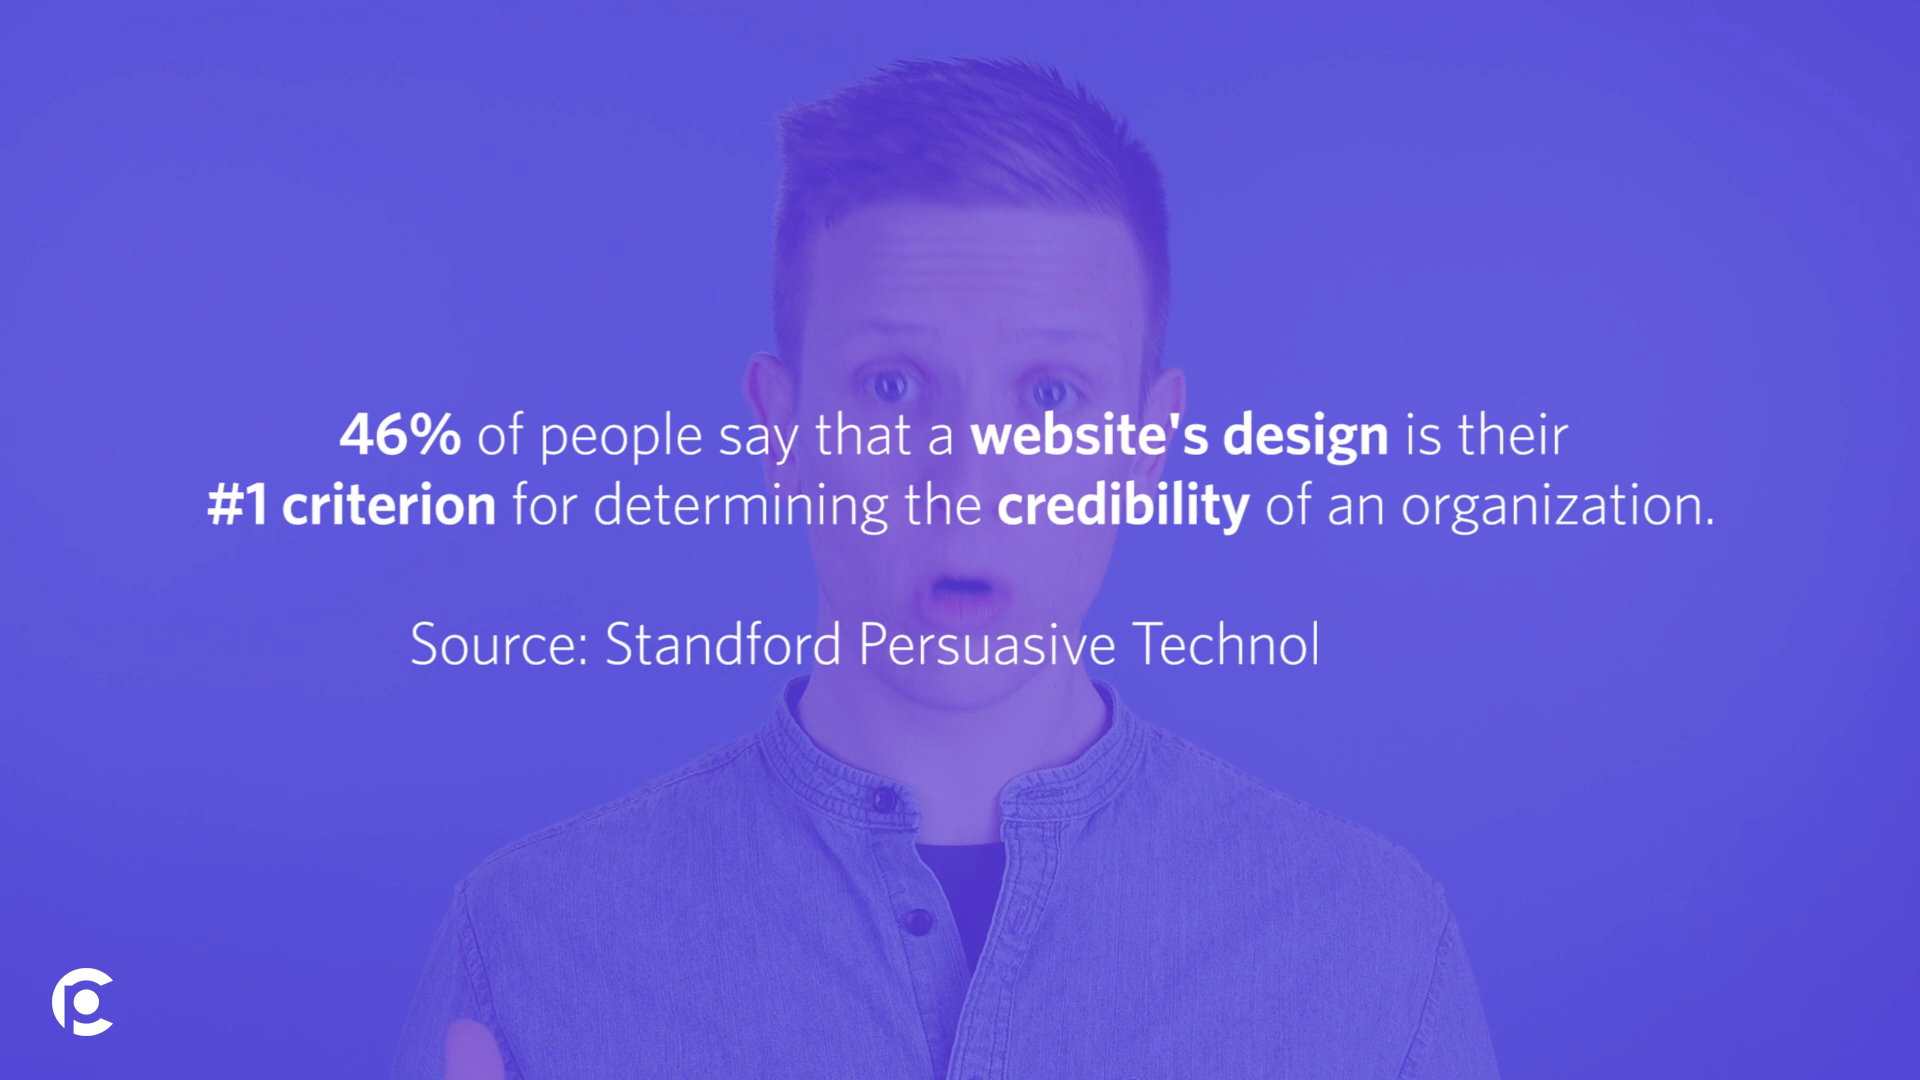 46% of people say that a website's design is their
#1 criterion for determining the credibility of an organization.
Source: Standford Persuasive Technol